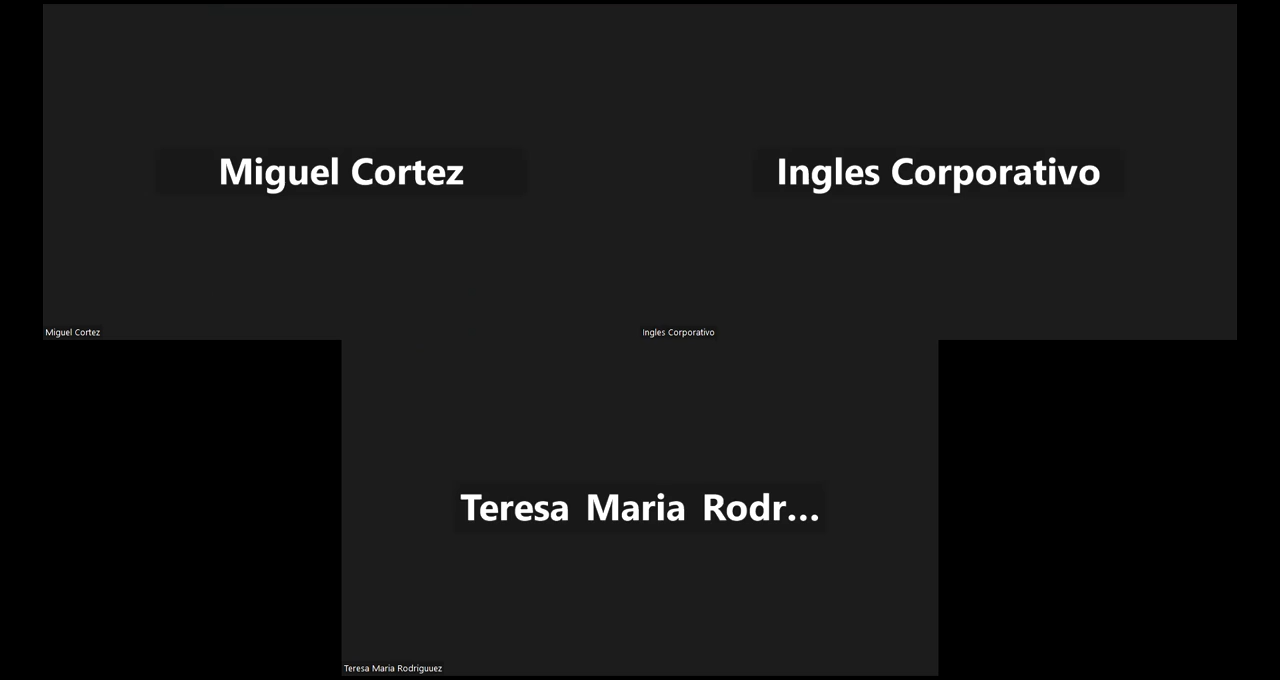 Miguel Cortez
Ingles Corporativo
Miguel Cortez
Ingles Corporativo
Teresa Maria Rodr...
Teresa Maria Rodriguuez